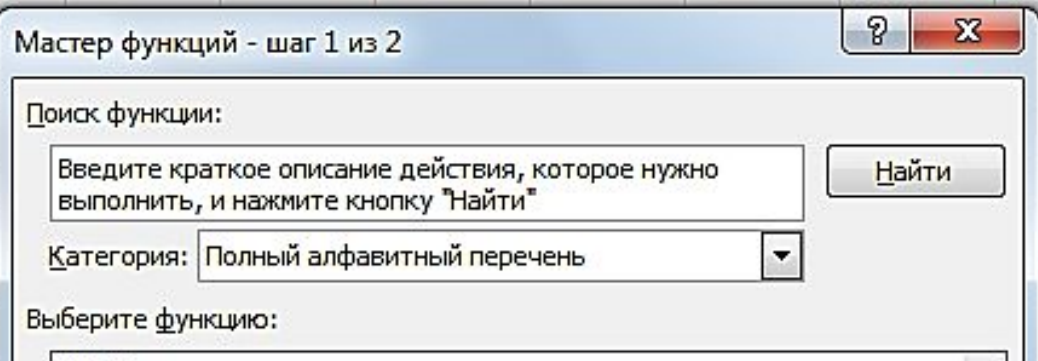 Мастер функций - шаг 1 из 2
?
Поиск функции:
Введите краткое описание действия, которое нужно
выполнить, и нажмите кнопку "Найти"
Найти
Категория: Полный алфавитный перечень
Выберите функцию: